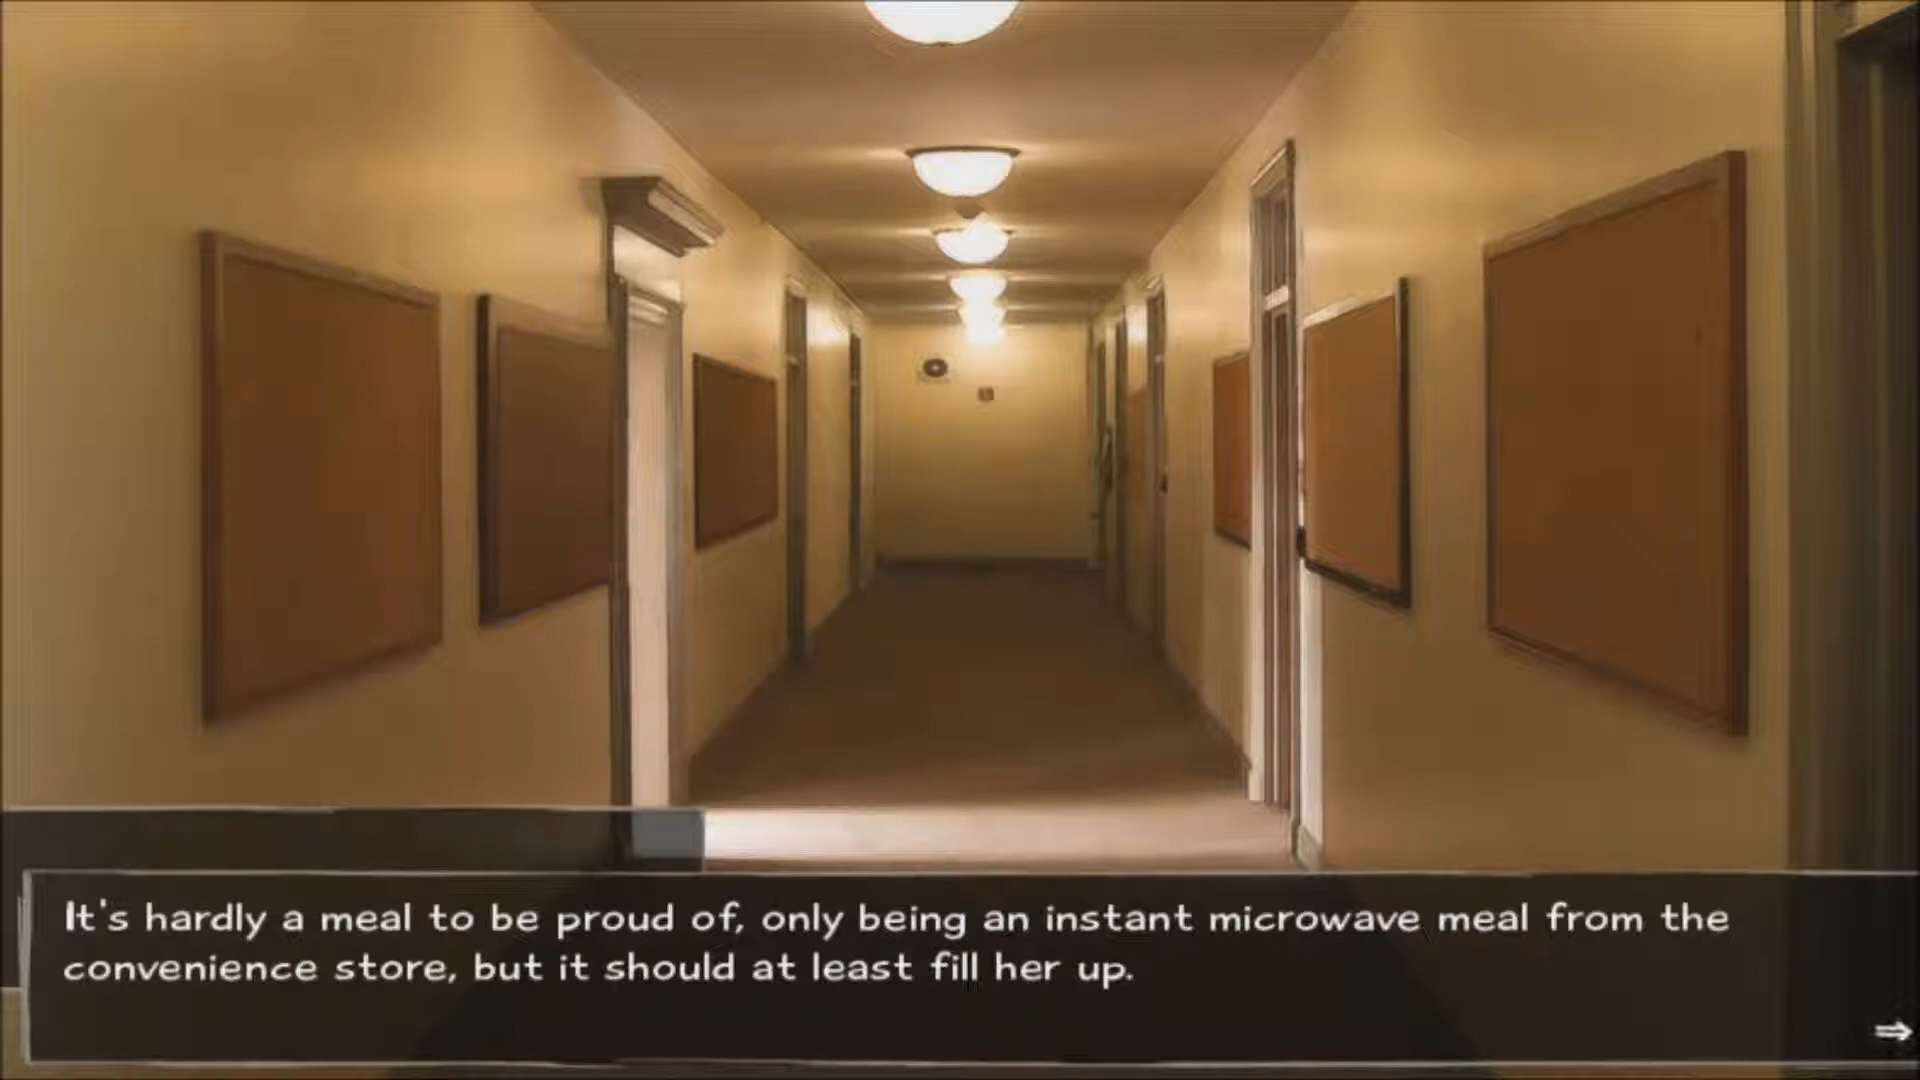 It's hardly a meal to be proud of, only being an instant microwave meal from the
convenience store, but it should at least fill her up.